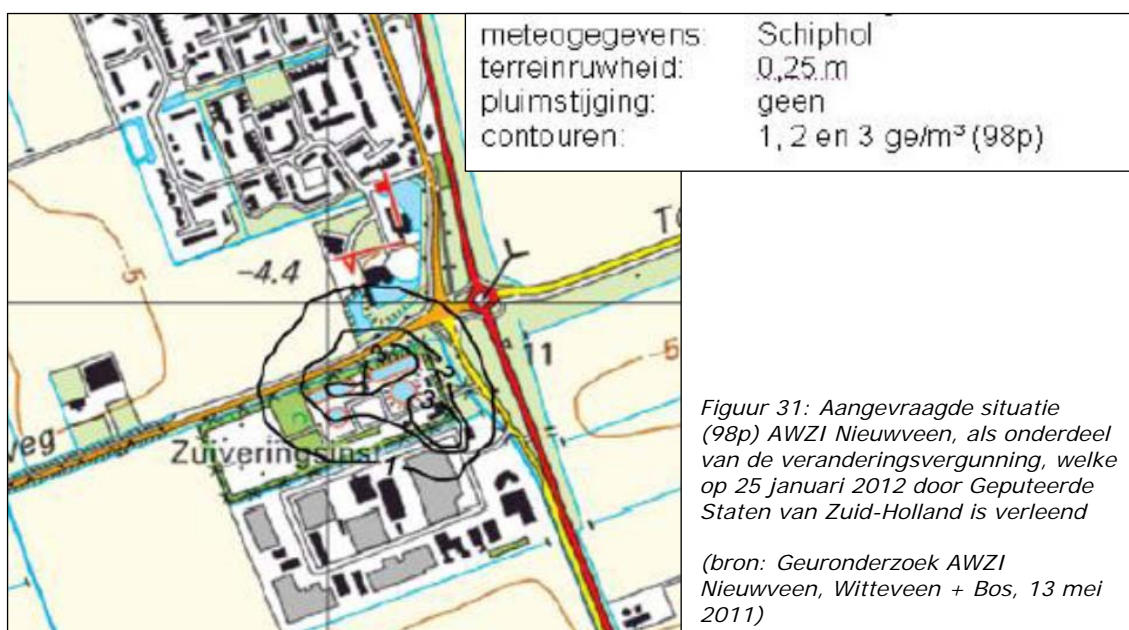 meteogegevens: Schiphol
terreinruwheid: 0,25 m
pluimstijging: geen
contouren: 1, 2 en 3 ge/m³ (98p)
-5
-4.4
11
-5
3
2
3
1
weg
Zuiveringsinst
Figuur 31: Aangevraagde situatie
(98p) AWZI Nieuwveen, als onderdeel
van de veranderingsvergunning, welke
op 25 januari 2012 door Geputeerde
Staten van Zuid-Holland is verleend
(bron: Geuronderzoek AWZI
Nieuwveen, Witteveen + Bos, 13 mei
2011)